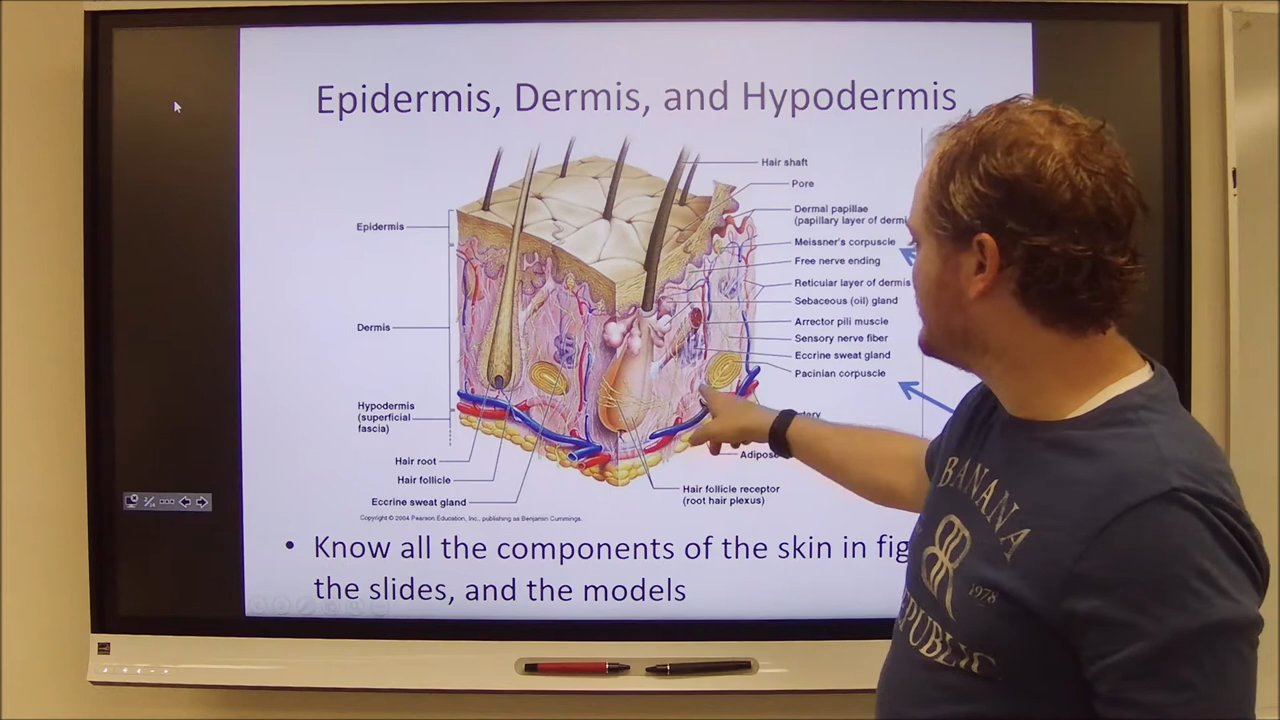 Epidermis, Dermis, and Hypodermis
Hair shaft
Pore
Dermal papillae
(papillary layer of
Meissner's corpuscle
Free nerve ending
Reticular layer of dermis
Sebaceous (oil) gland
Arrector pili muscle
Sensory nerve fiber
Eccrine sweat gland
Pacinian corpuscle
Adipose
Hair follicle receptor
(root hair plexus)
Epidermis
Dermis
Hypodermis
(superficial
fascia)
Hair root
Hair follicle
Eccrine sweat gland
Copyright © 2004 Pearson Education, Inc., publishing as Benjamin Cummings.
• Know all the components of the skin in
the slides, and the models
BANANA
BR
1978